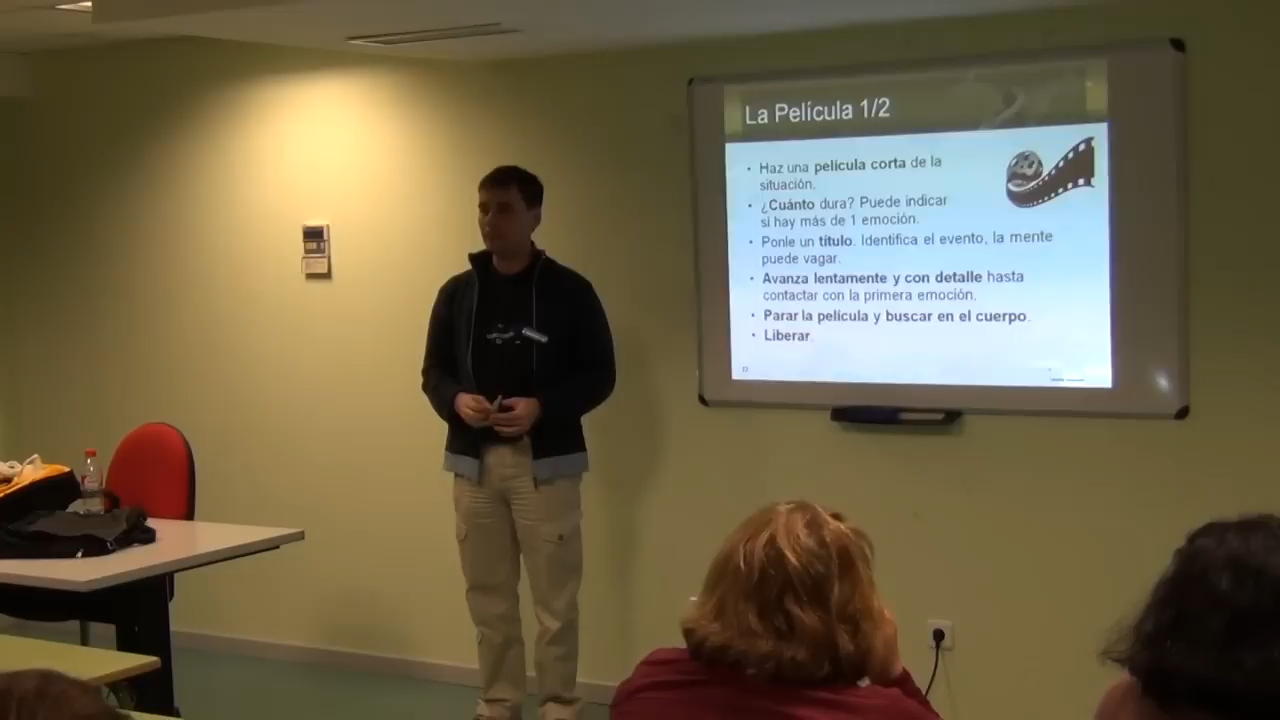 La Película 1/2
• Haz una película corta de la
situación.
• ¿Cuánto dura? Puede indicar
si hay más de 1 emoción.
• Ponle un título. Identifica el evento, la mente
puede vagar.
• Avanza lentamente y con detalle hasta
contactar con la primera emoción.
• Parar la película y buscar en el cuerpo.
• Liberar.